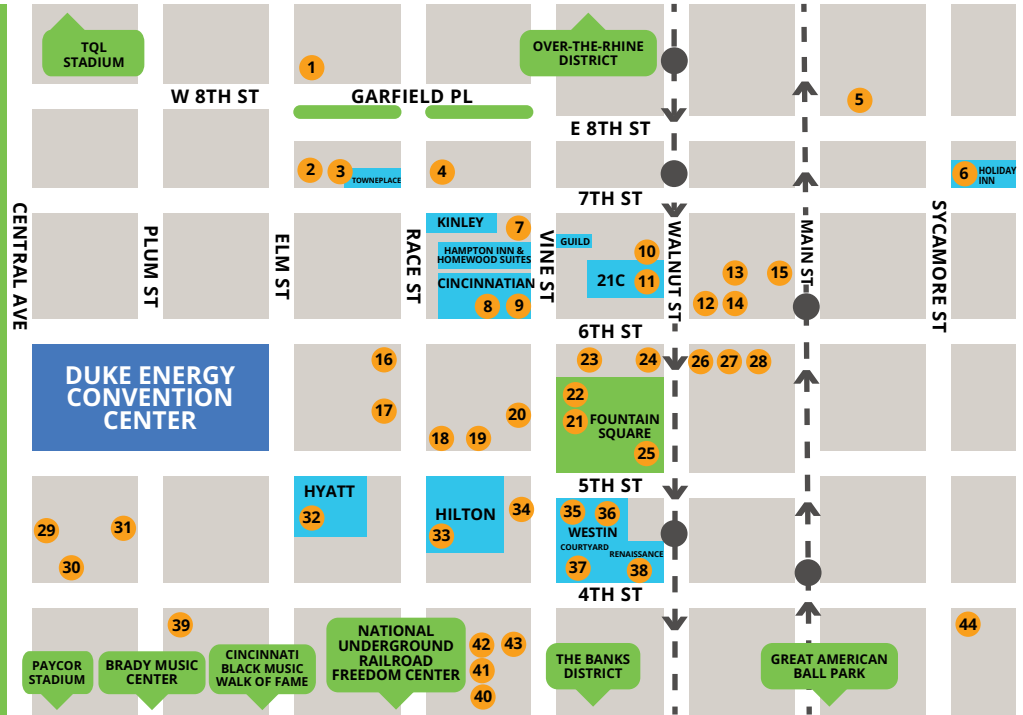 TQL
STADIUM
OVER-THE-RHINE
DISTRICT
1
W 8TH ST
GARFIELD PL
5
E 8TH ST
2
3
TOWNEPLACE
4
6
HOLIDAY
INN
7TH ST
CENTRAL AVE
PLUM ST
ELM ST
RACE ST
KINLEY
7
HAMPTON INN &
HOMEWOOD SUITES
CINCINNATIAN
8
9
VINE ST
GUILD
10
21C
11
WALNUT ST
13
15
12
14
MAIN ST
SYCAMORE ST
6TH ST
DUKE ENERGY
CONVENTION
CENTER
16
17
18
19
20
23
24
22
21
FOUNTAIN
SQUARE
25
26
27
28
5TH ST
29
31
30
HYATT
32
HILTON
33
34
35
36
WESTIN
COURTYARD
RENAISSANCE
37
38
4TH ST
39
PAYCOR
STADIUM
BRADY MUSIC
CENTER
CINCINNATI
BLACK MUSIC
WALK OF FAME
NATIONAL
UNDERGROUND
RAILROAD
FREEDOM CENTER
42
43
41
40
THE BANKS
DISTRICT
GREAT AMERICAN
BALL PARK
44